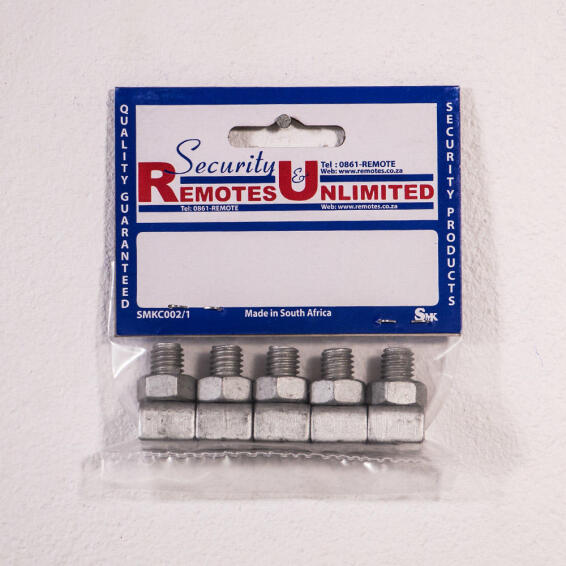 QUALITY GUARANTEED
Security &
Tel : 0861-REMOTE
Web: www.remotes.co.za
REMOTES UNLIMITED
Tel: 0861-REMOTE
Web: www.remotes.co.za
SECURITY PRODUCTS
SMKC002/1
Made in South Africa
SMK